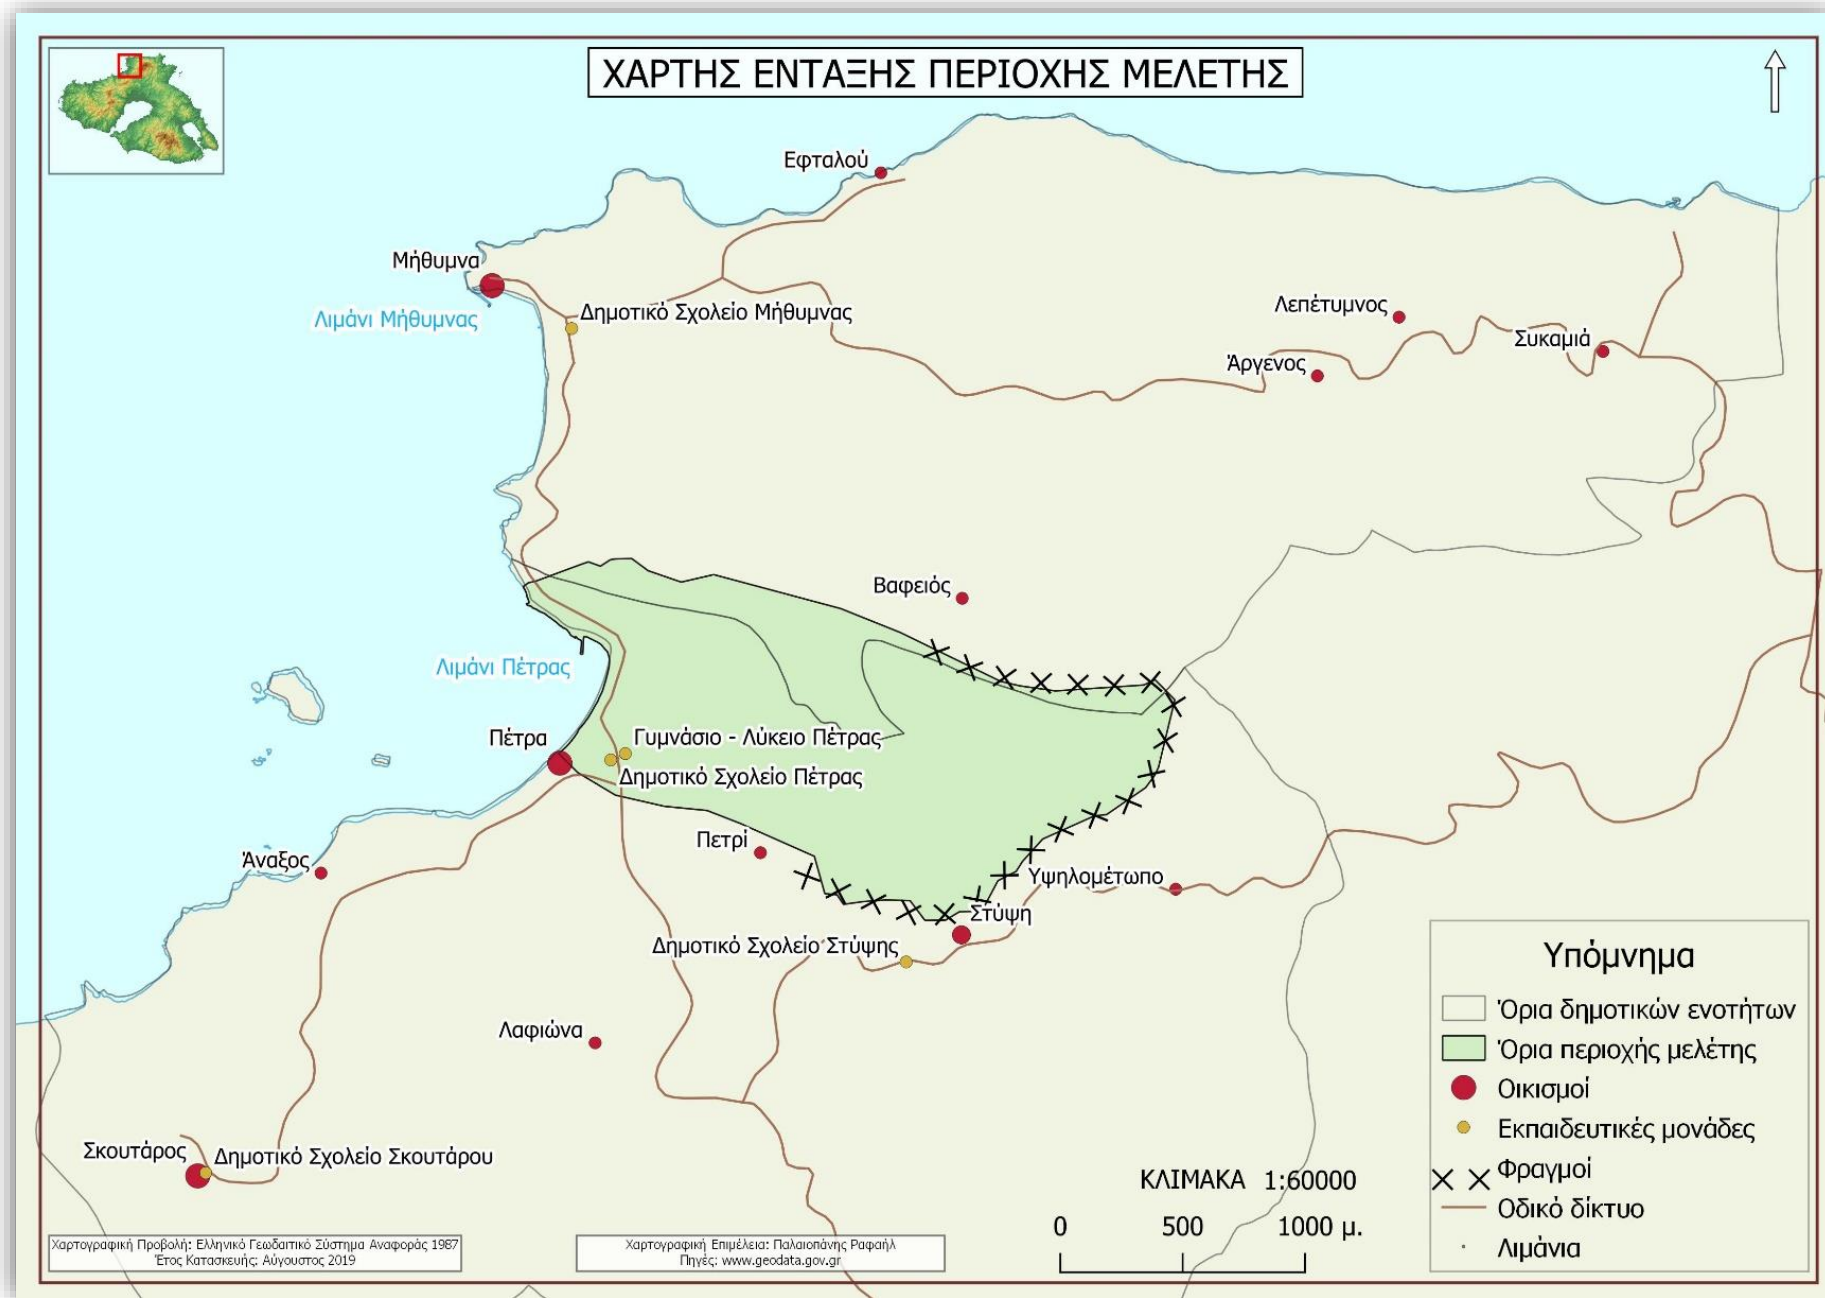 ΧΑΡΤΗΣ ΕΝΤΑΞΗΣ ΠΕΡΙΟΧΗΣ ΜΕΛΕΤΗΣ
Εφταλού
Μήθυμνα
Λιμάνι Μήθυμνας
Δημοτικό Σχολείο Μήθυμνας
Λεπέτυμνος
Συκαμιά
Άργενος
Βαφειός
Λιμάνι Πέτρας
Πέτρα
Γυμνάσιο - Λύκειο Πέτρας
Δημοτικό Σχολείο Πέτρας
Πετρί
Άναξος
Υψηλομέτωπο
Στύψη
Δημοτικό Σχολείο Στύψης
Λαφιώνα
Σκουτάρος
Δημοτικό Σχολείο Σκουτάρου
Υπόμνημα
Όρια δημοτικών ενοτήτων
Όρια περιοχής μελέτης
Οικισμοί
Εκπαιδευτικές μονάδες
Φραγμοί
Οδικό δίκτυο
Λιμάνια
ΚΛΙΜΑΚΑ 1:60000
0 500 1000 μ.
Χαρτογραφική Προβολή: Ελληνικό Γεωδαιτικό Σύστημα Αναφοράς 1987
Έτος Κατασκευής: Αύγουστος 2019
Χαρτογραφική Επιμέλεια: Παλαιοπάνης Ραφαήλ
Πηγές: www.geodata.gov.gr